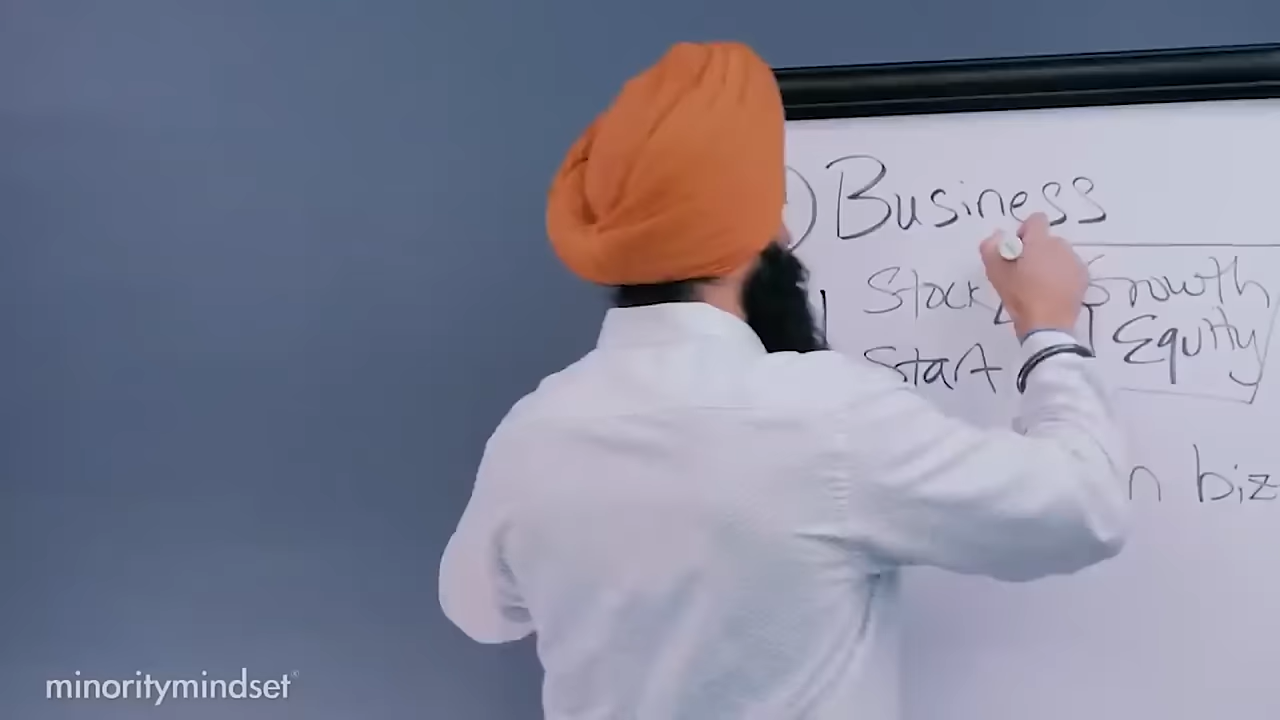 Business
Stock Growth
Equity
Start
n biz
minoritymindset